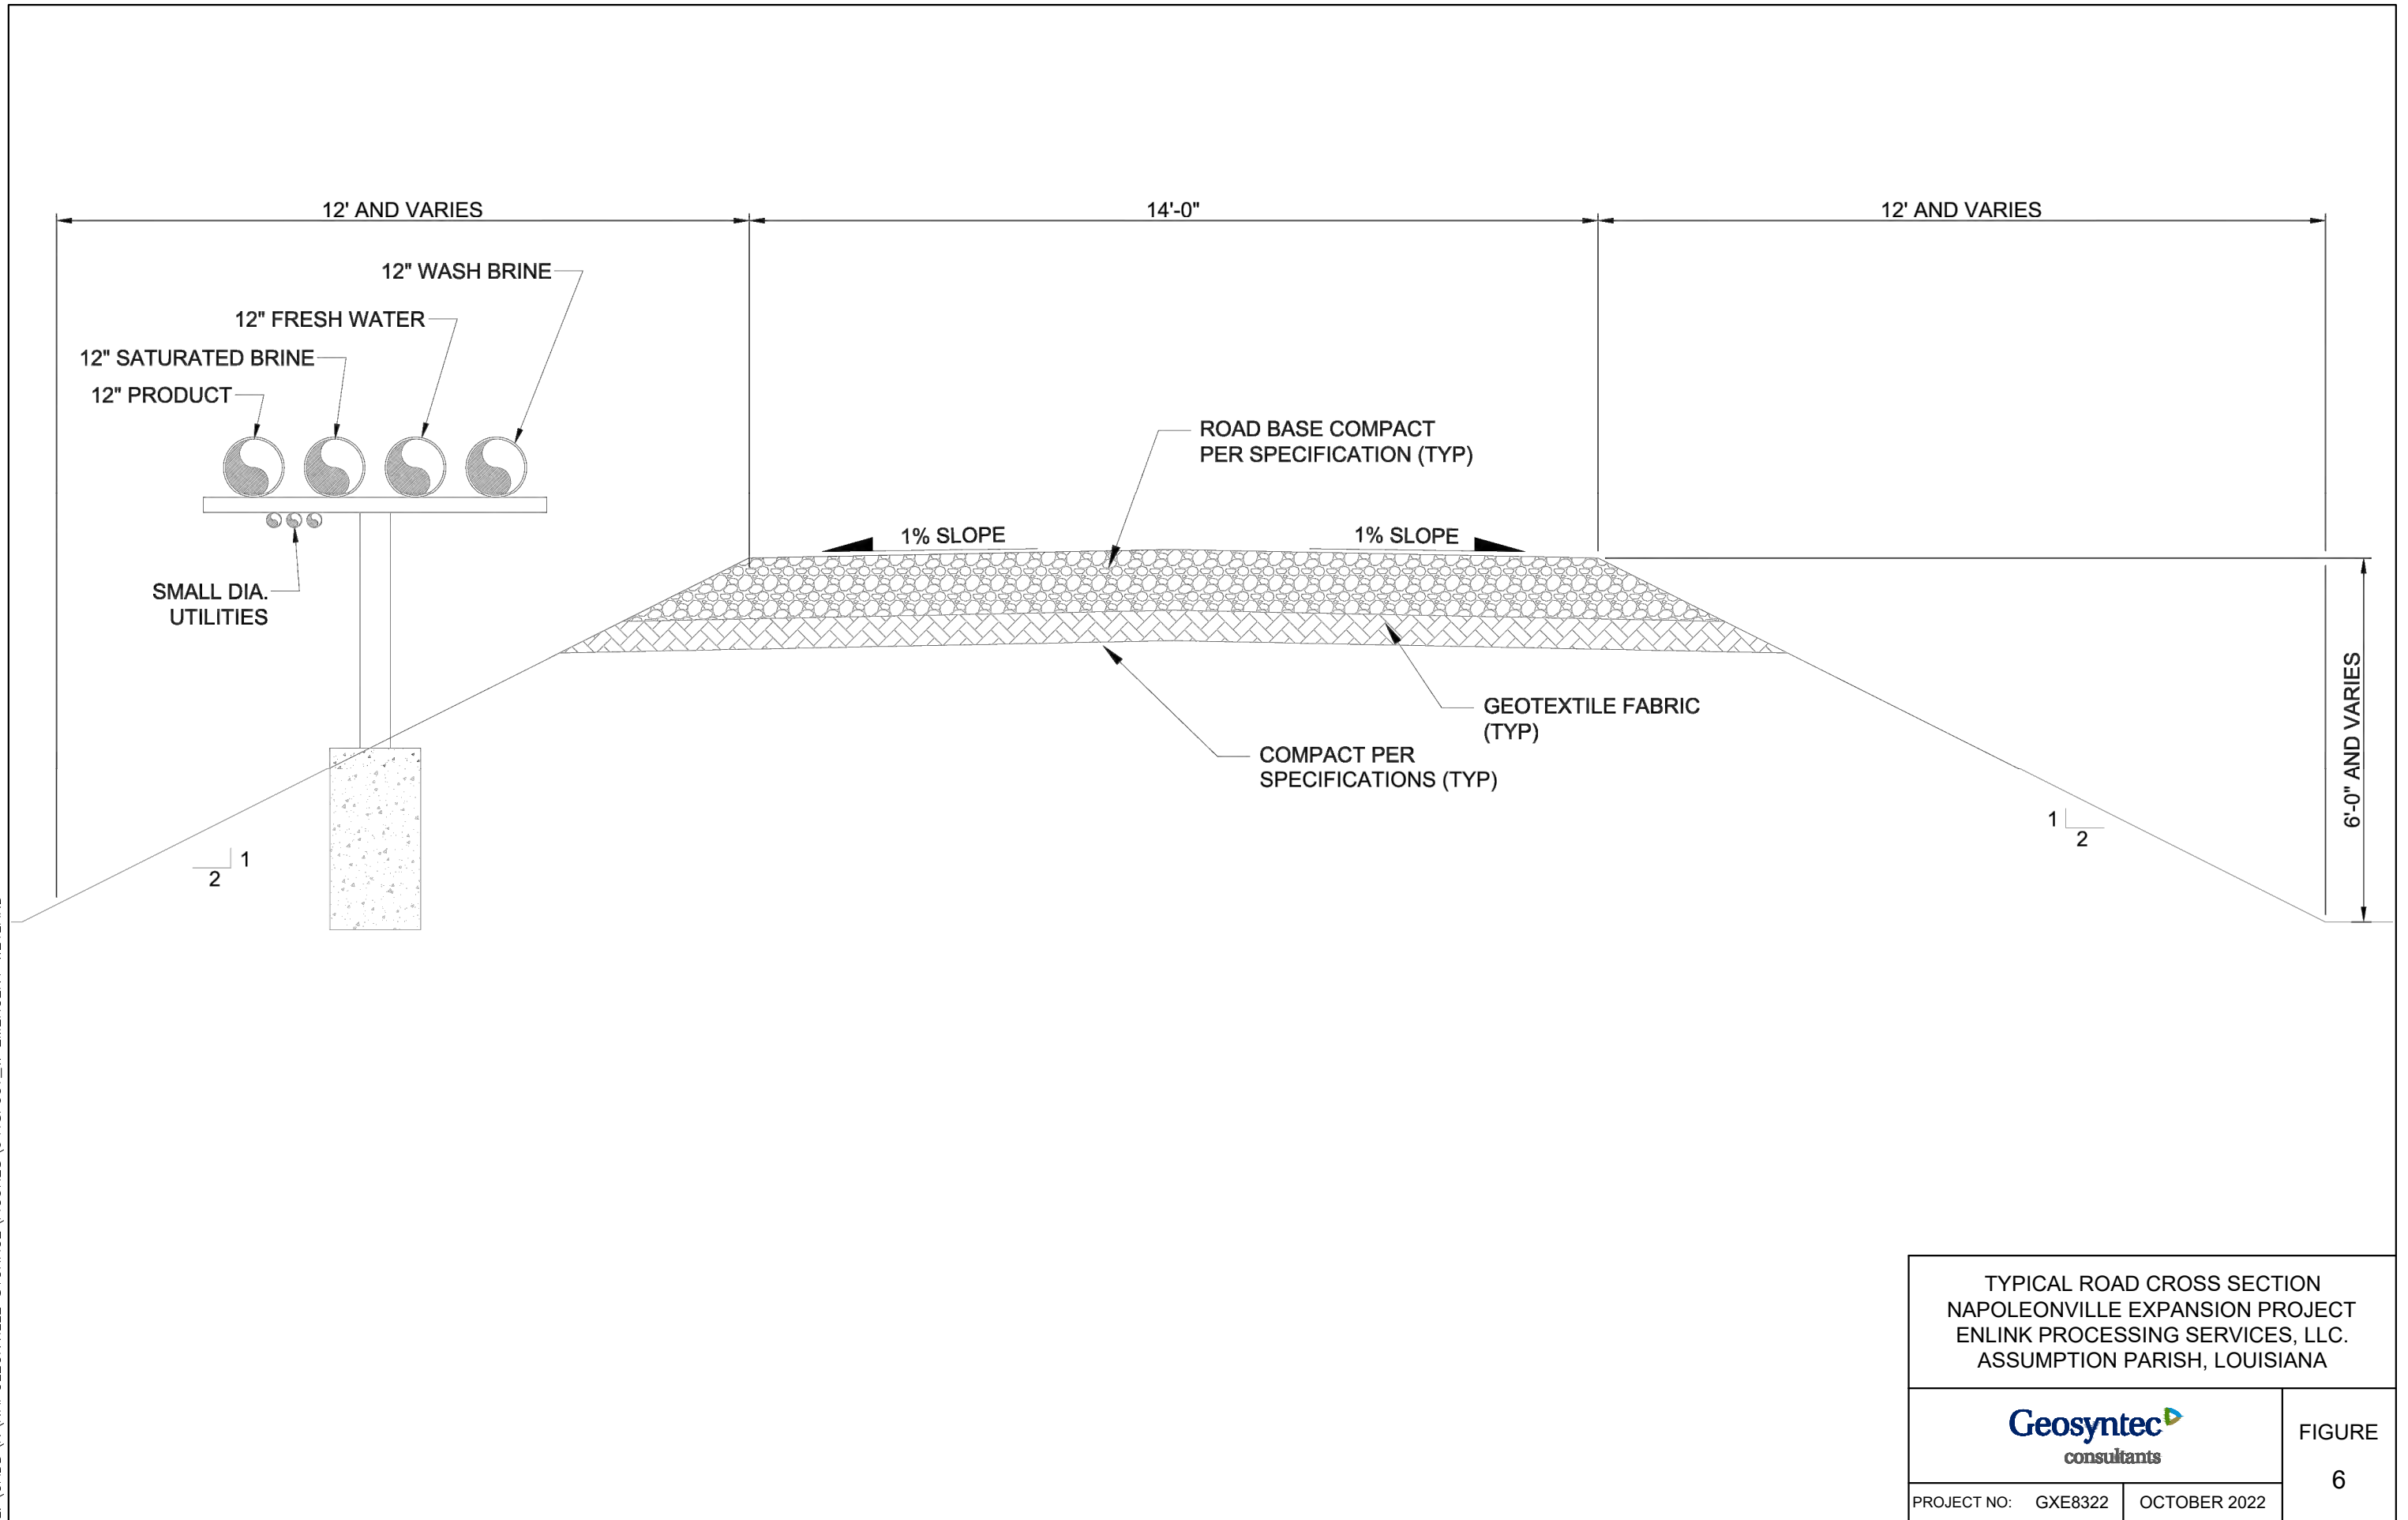 12' AND VARIES
14'-0"
12' AND VARIES
12" WASH BRINE
12" FRESH WATER
12" SATURATED BRINE
12" PRODUCT
ROAD BASE COMPACT
PER SPECIFICATION (TYP)
1% SLOPE
1% SLOPE
SMALL DIA.
UTILITIES
GEOTEXTILE FABRIC
(TYP)
COMPACT PER
SPECIFICATIONS (TYP)
6'-0" AND VARIES
1
2
1
2
TYPICAL ROAD CROSS SECTION
NAPOLEONVILLE EXPANSION PROJECT
ENLINK PROCESSING SERVICES, LLC.
ASSUMPTION PARISH, LOUISIANA
Geosyntec
consultants
FIGURE
6
PROJECT NO: GXE8322
OCTOBER 2022